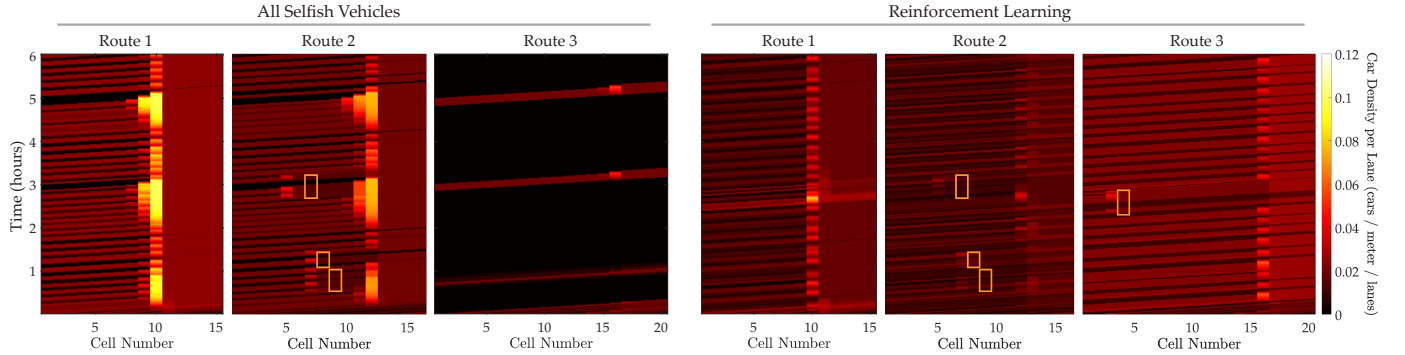 All Selfish Vehicles
Reinforcement Learning
Route 1
Route 2
Route 3
Route 1
Route 2
Route 3
Time (hours)
6
5
4
3
2
1
5 10 15
5 10 15
5 10 15 20
5 10 15
5 10 15
5 10 15 20
Cell Number
Cell Number
Cell Number
Cell Number
Cell Number
Cell Number
0.12
0.1
0.08
0.06
0.04
0.02
0
Car Density per Lane (cars / meter / lanes)